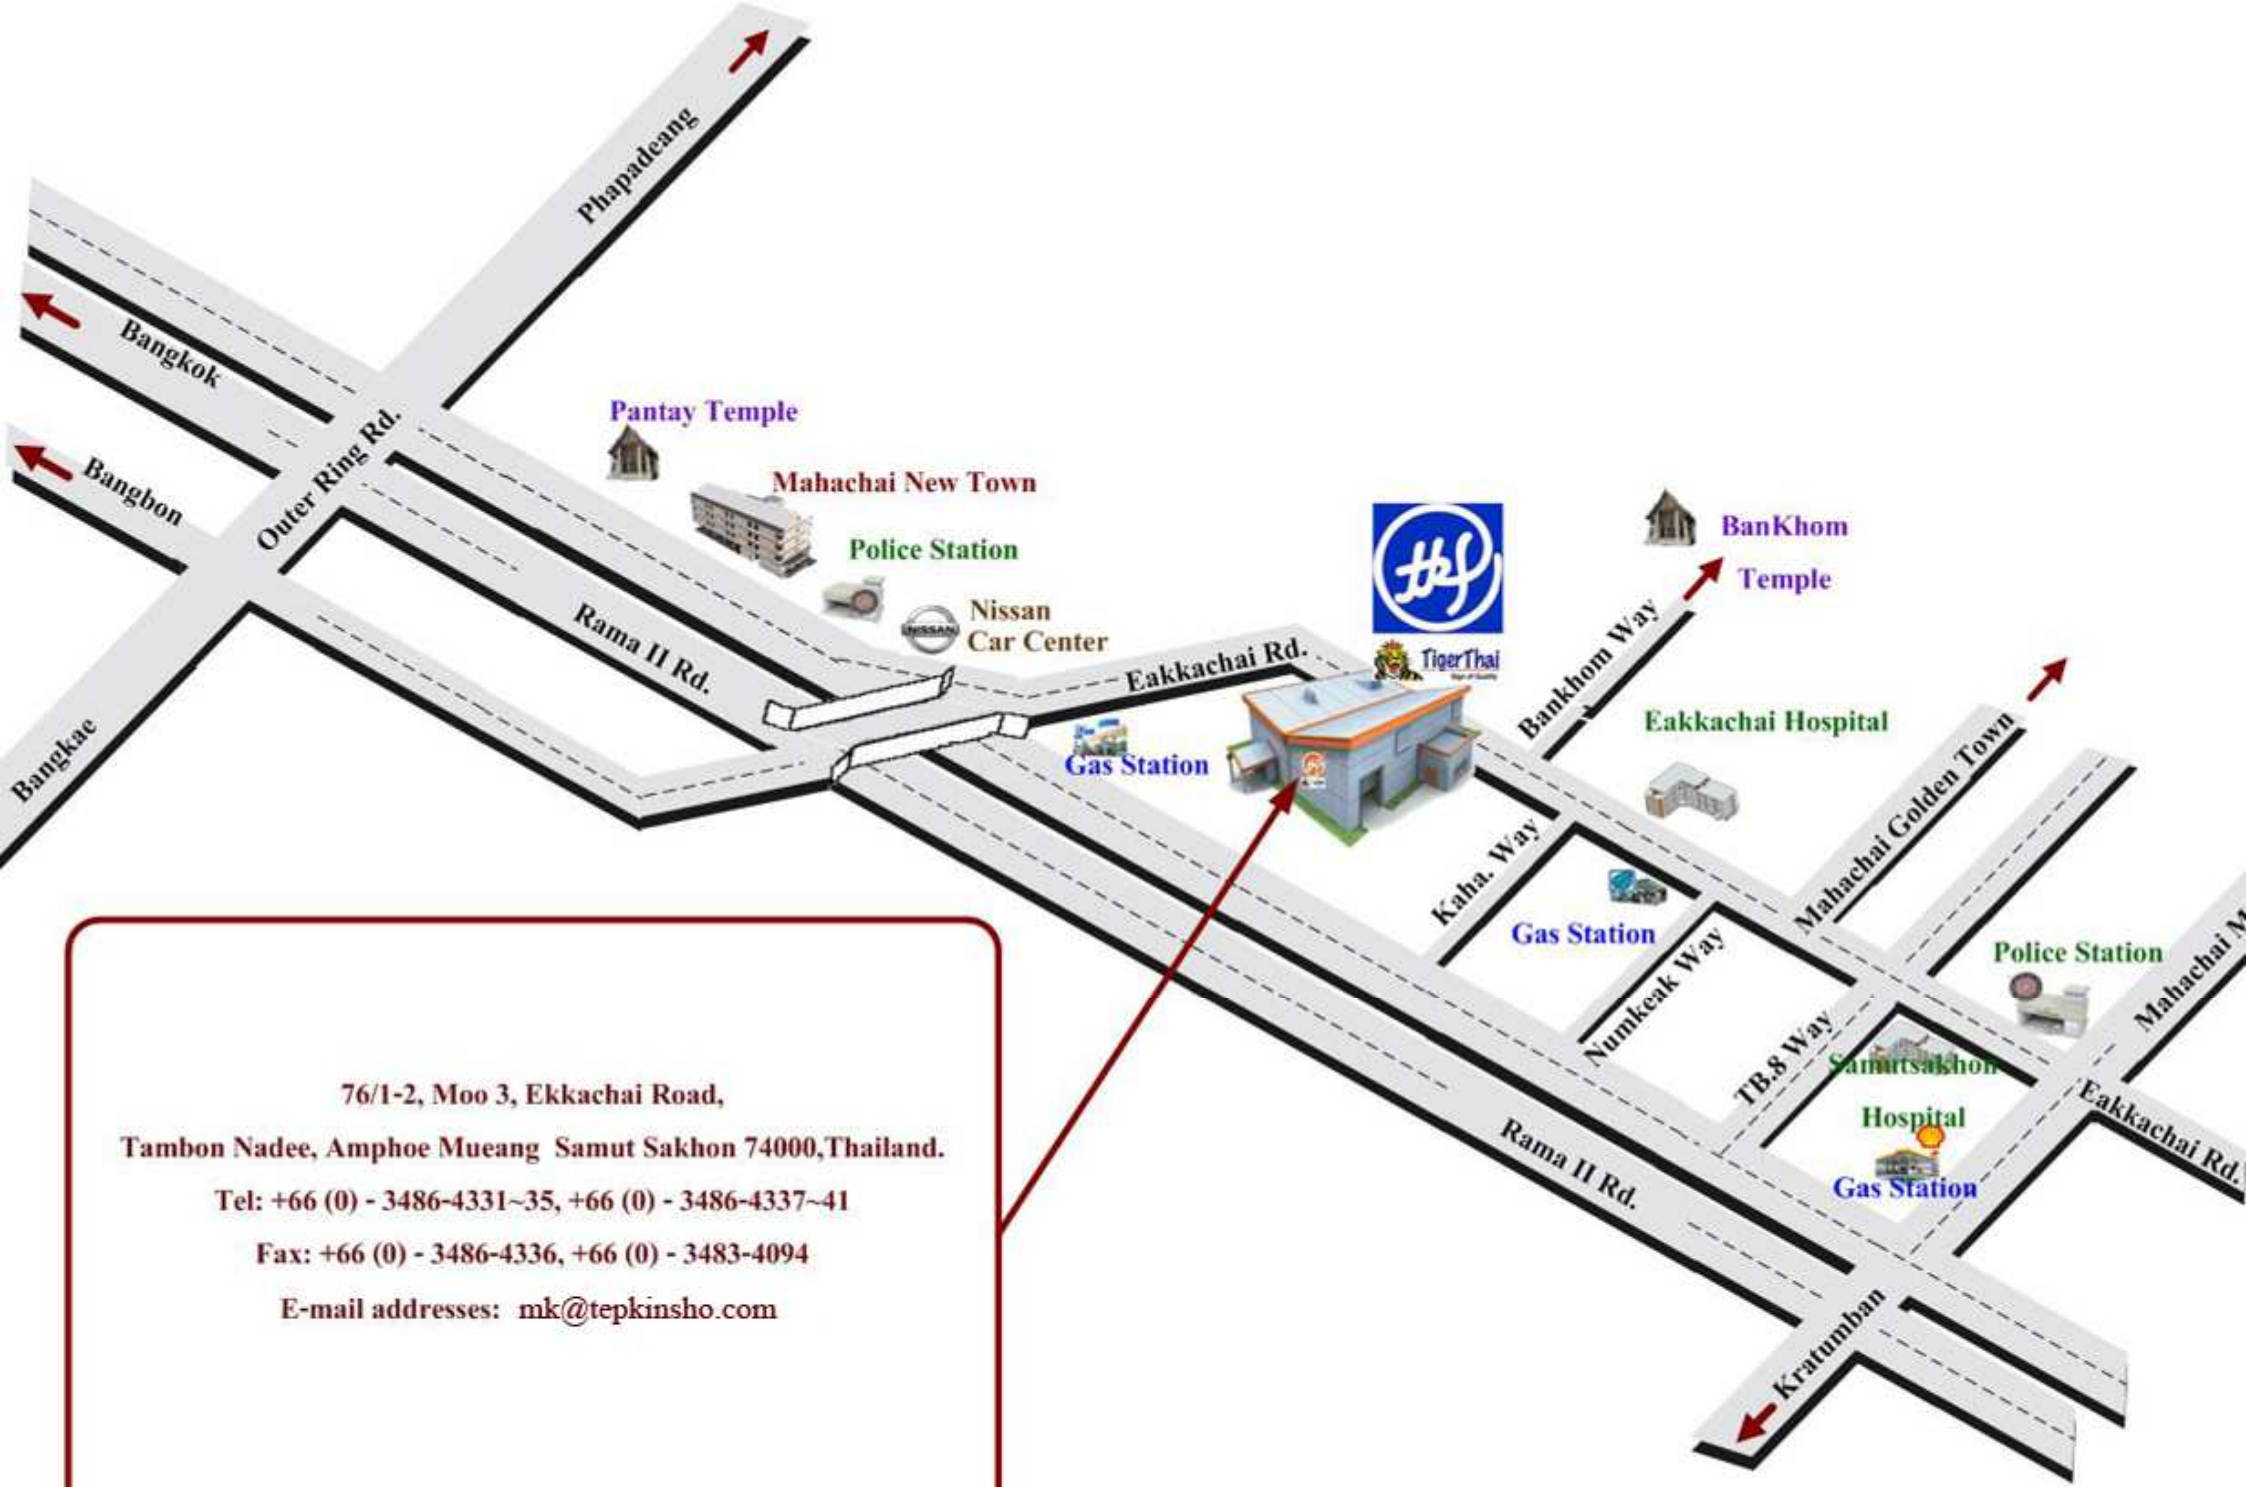 Phapadeang
Bangkok
Bangbon
Outer Ring Rd.
Bangkae
Pantay Temple
Mahachai New Town
Police Station
NISSAN
Nissan
Car Center
Rama II Rd.
Eakkachai Rd.
Gas Station
TigerThai
BanKhom
Temple
Bankhom Way
Eakkachai Hospital
Mahachai Golden Town
Kaha. Way
Gas Station
Numkeak Way
TB.8 Way
Police Station
Mahachai M
Samutsakhon
Hospital
Gas Station
Eakkachai Rd.
Rama II Rd.
Kratumban
76/1-2, Moo 3, Ekkachai Road,
Tambon Nadee, Amphoe Mueang Samut Sakhon 74000,Thailand.
Tel: +66 (0) - 3486-4331~35, +66 (0) - 3486-4337~41
Fax: +66 (0) - 3486-4336, +66 (0) - 3483-4094
E-mail addresses: mk@tepkinsho.com